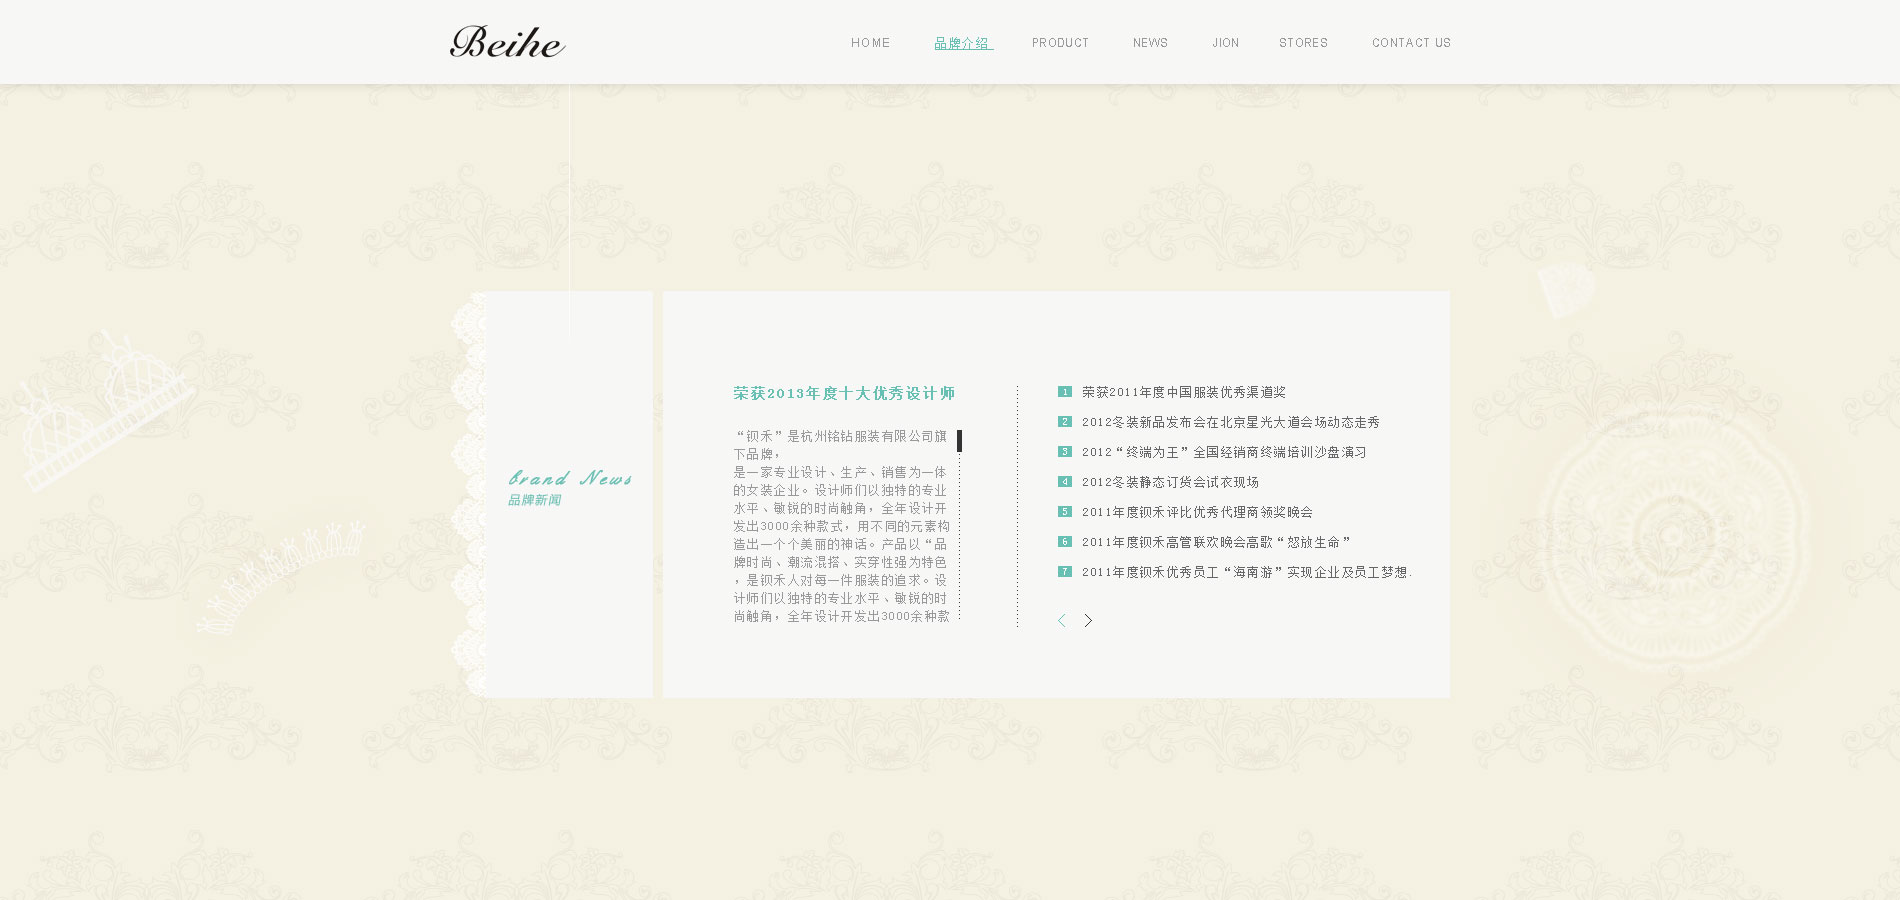 Beihe
HOME 品牌介绍 PRODUCT NEWS JION STORES CONTACT US
brand News
品牌新闻
荣获2013年度十大优秀设计师
“钡禾”是杭州铭钻服装有限公司旗
下品牌，
是一家专业设计、生产、销售为一体
的女装企业。设计师们以独特的专业
水平、敏锐的时尚触角，全年设计开
发出3000余种款式，用不同的元素构
造出一个个美丽的神话。产品以“品
牌时尚、潮流混搭、实穿性强为特色
，是钡禾人对每一件服装的追求。设
计师们以独特的专业水平、敏锐的时
尚触角，全年设计开发出3000余种款
1 荣获2011年度中国服装优秀渠道奖
2 2012冬装新品发布会在北京星光大道会场动态走秀
3 2012“终端为王”全国经销商终端培训沙盘演习
4 2012冬装静态订货会试衣现场
5 2011年度钡禾评比优秀代理商领奖晚会
6 2011年度钡禾高管联欢晚会高歌“怒放生命”
7 2011年度钡禾优秀员工“海南游”实现企业及员工梦想.